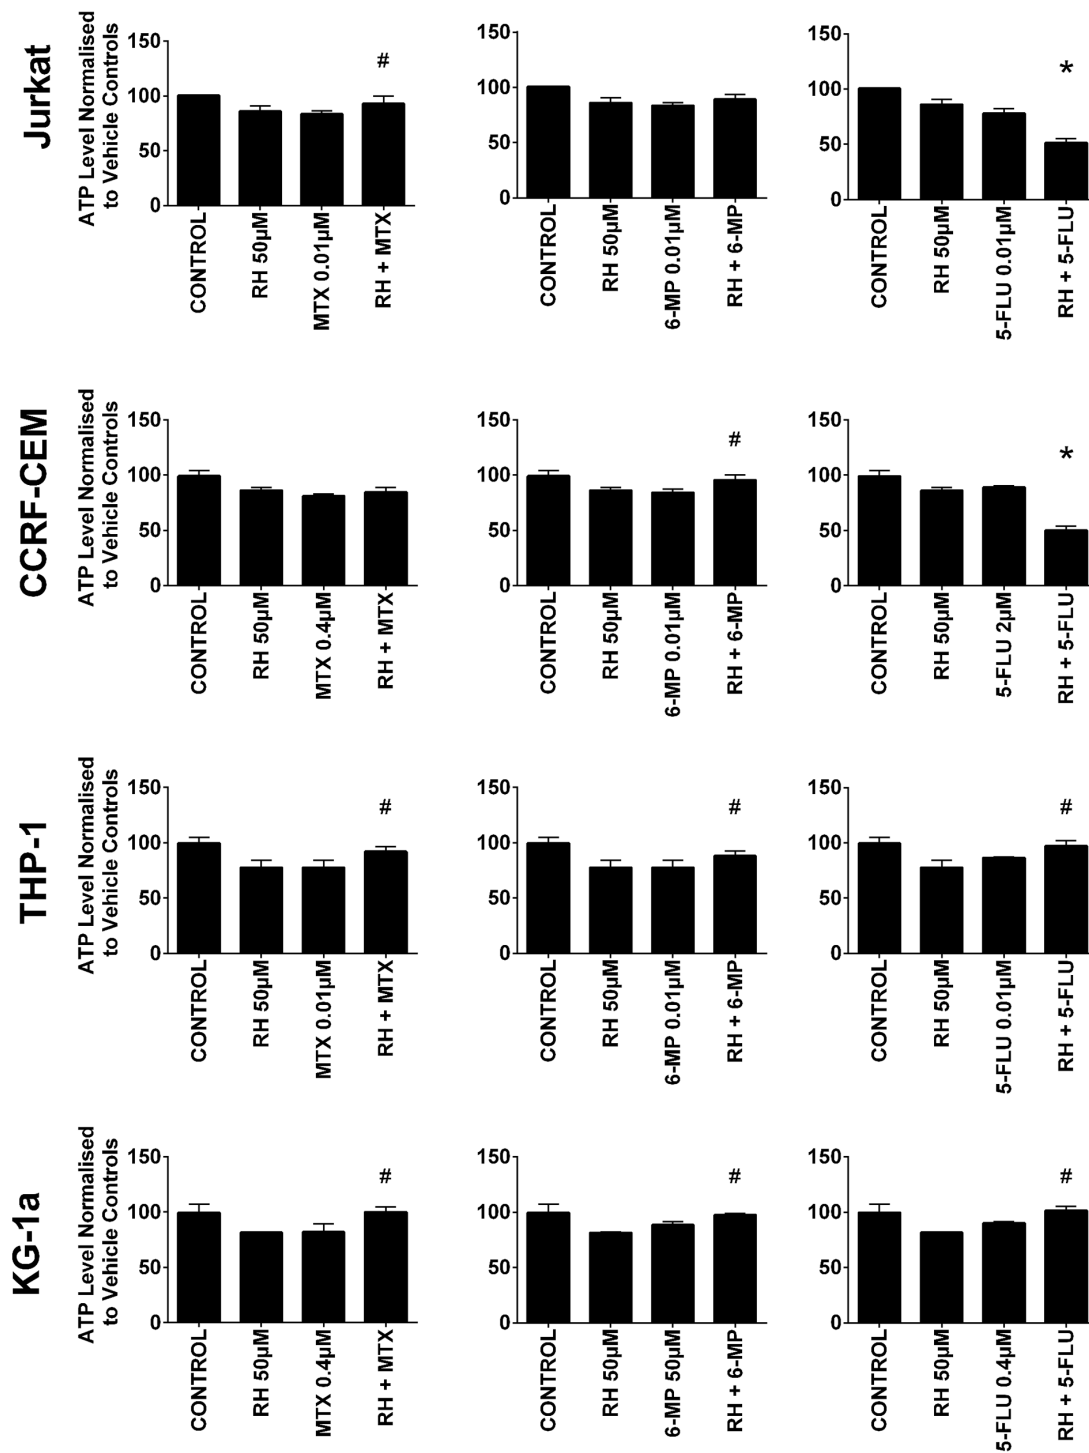 Jurkat
ATP Level Normalised
to Vehicle Controls
150
100
50
0
#
CONTROL
RH 50µM
MTX 0.01µM
RH + MTX
150
100
50
0
CONTROL
RH 50µM
6-MP 0.01µM
RH + 6-MP
150
100
50
0
*
CONTROL
RH 50µM
5-FLU 0.01µM
RH + 5-FLU
CCRF-CEM
ATP Level Normalised
to Vehicle Controls
150
100
50
0
CONTROL
RH 50µM
MTX 0.4µM
RH + MTX
150
100
50
0
#
CONTROL
RH 50µM
6-MP 0.01µM
RH + 6-MP
150
100
50
0
*
CONTROL
RH 50µM
5-FLU 2µM
RH + 5-FLU
THP-1
ATP Level Normalised
to Vehicle Controls
150
100
50
0
#
CONTROL
RH 50µM
MTX 0.01µM
RH + MTX
150
100
50
0
#
CONTROL
RH 50µM
6-MP 0.01µM
RH + 6-MP
150
100
50
0
#
CONTROL
RH 50µM
5-FLU 0.01µM
RH + 5-FLU
KG-1a
ATP Level Normalised
to Vehicle Controls
150
100
50
0
#
CONTROL
RH 50µM
MTX 0.4µM
RH + MTX
150
100
50
0
#
CONTROL
RH 50µM
6-MP 50µM
RH + 6-MP
150
100
50
0
#
CONTROL
RH 50µM
5-FLU 0.4µM
RH + 5-FLU